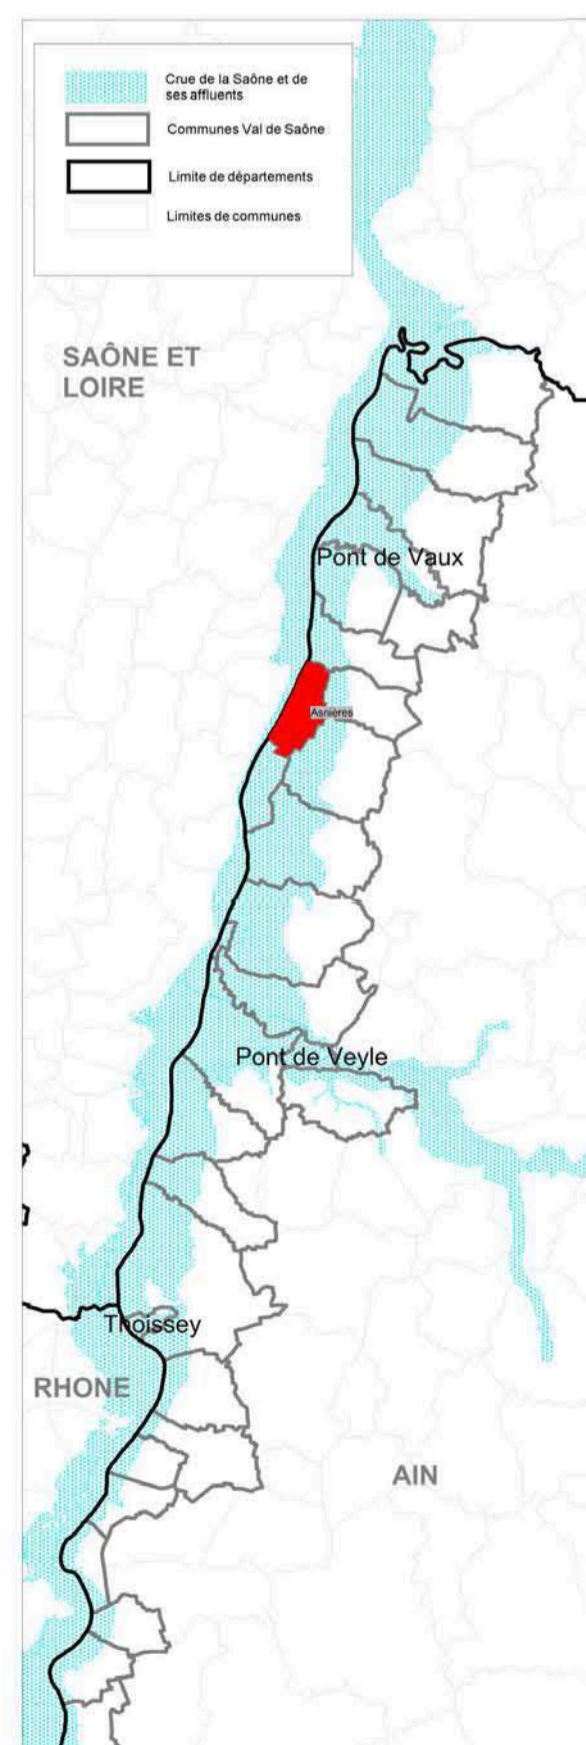 Crue de la Saône et de
ses affluents
Communes Val de Saône
Limite de départements
Limites de communes
SAÔNE ET
LOIRE
Pont de Vaux
Asnières
Pont de Veyle
Thoissey
RHONE
AIN